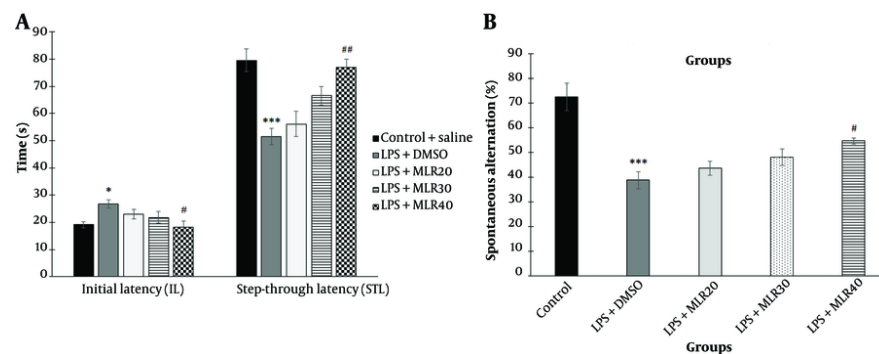 A
Time (s)
90
80
70
60
50
40
30
20
10
0
*
#
***
##
Initial latency (IL)
Step-through latency (STL)
Control + saline
LPS + DMSO
LPS + MLR20
LPS + MLR30
LPS + MLR40
B
Groups
Spontaneous alternation (%)
90
80
70
60
50
40
30
20
10
0
***
#
Control
LPS + DMSO
LPS + MLR20
LPS + MLR30
LPS + MLR40
Groups